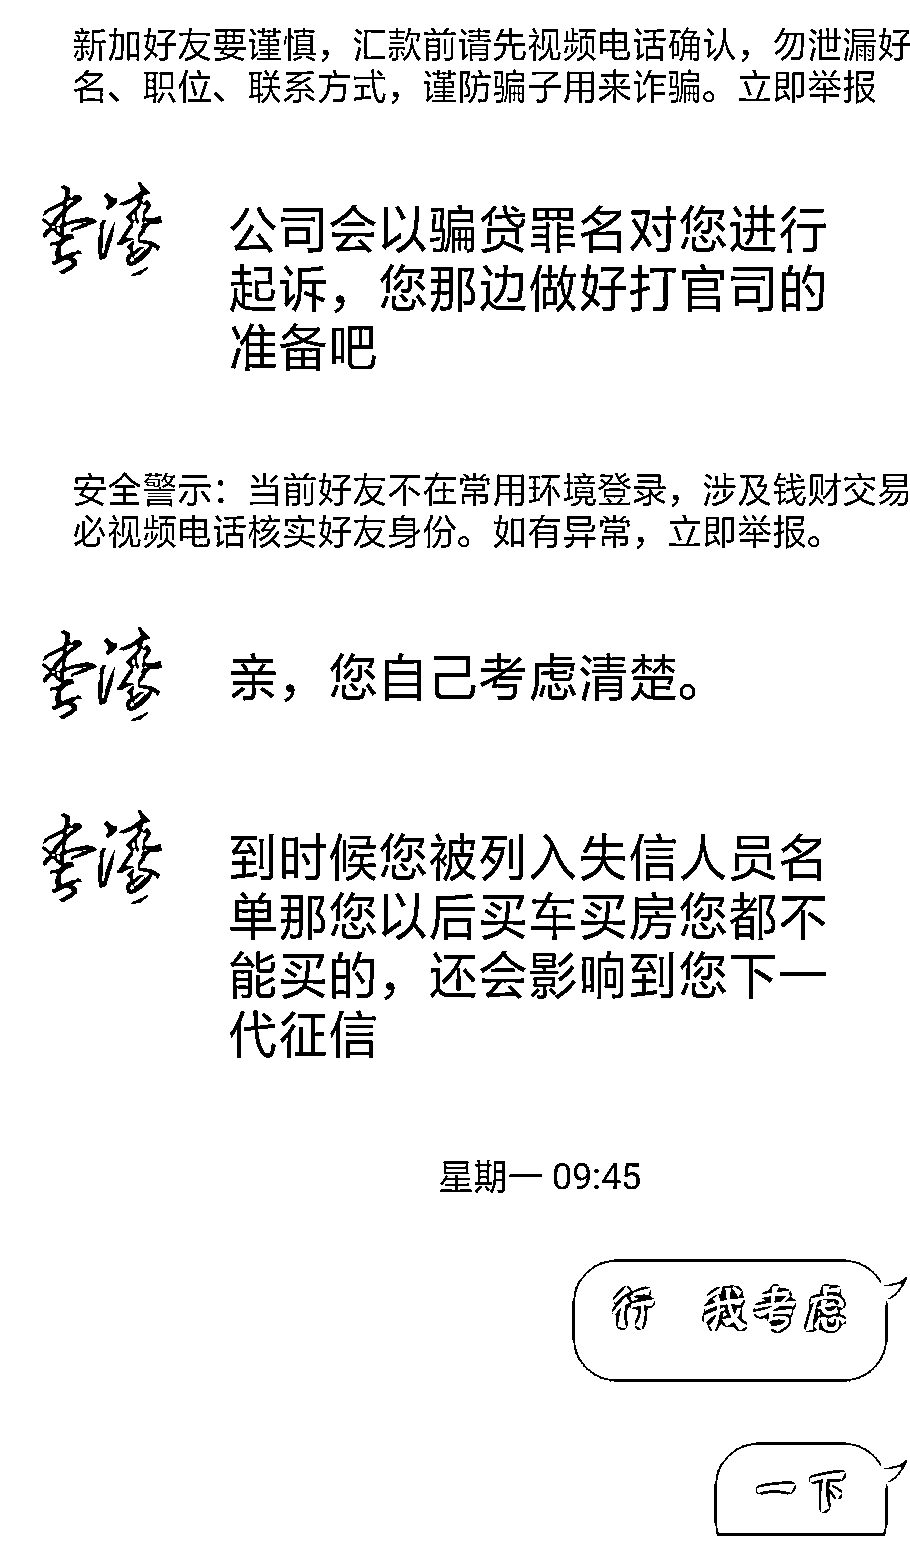 新加好友要谨慎，汇款前请先视频电话确认，勿泄漏好
名、职位、联系方式，谨防骗子用来诈骗。立即举报
公司会以骗贷罪名对您进行
起诉，您那边做好打官司的
准备吧
安全警示：当前好友不在常用环境登录，涉及钱财交易
必视频电话核实好友身份。如有异常，立即举报。
亲，您自己考虑清楚。
到时候您被列入失信人员名
单那您以后买车买房您都不
能买的，还会影响到您下一
代征信
星期一 09:45
行 我考虑
一下